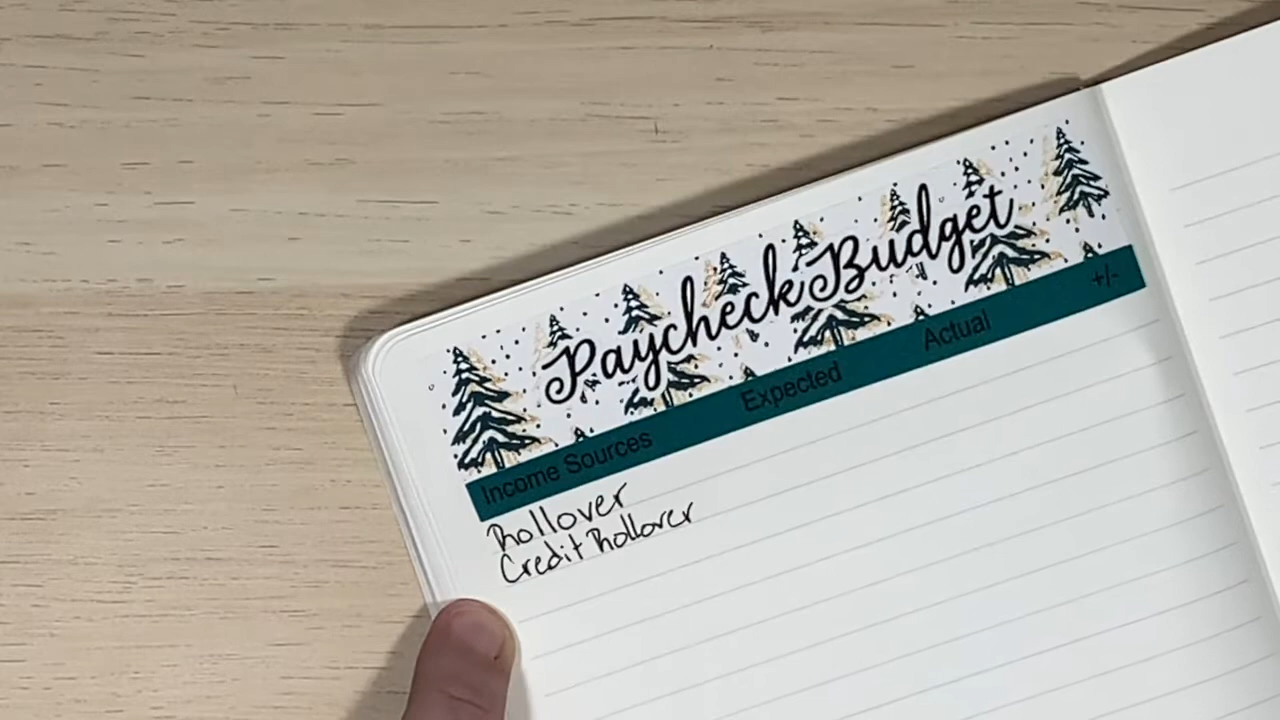 Paycheck Budget
Income Sources Expected Actual +/-
Rollover
Credit Rollover